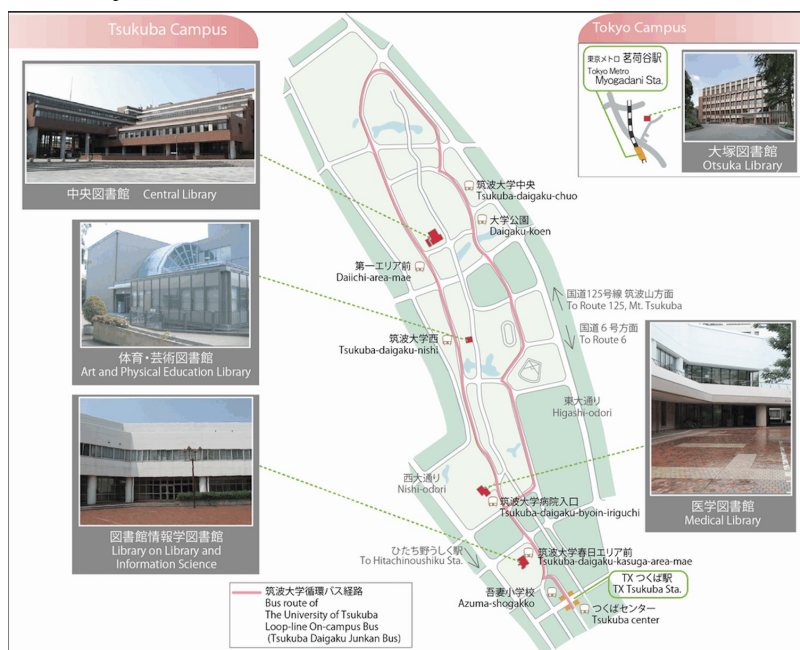 Tsukuba Campus
Tokyo Campus
中央図書館 Central Library
体育・芸術図書館
Art and Physical Education Library
図書館情報学図書館
Library on Library and
Information Science
東京メトロ 茗荷谷駅
Tokyo Metro
Myogadani Sta.
大塚図書館
Otsuka Library
筑波大学中央
Tsukuba-daigaku-chuo
大学公園
Daigaku-koen
第一エリア前
Daiichi-area-mae
国道125号線 筑波山方面
To Route 125, Mt. Tsukuba
国道6号方面
To Route 6
筑波大学西
Tsukuba-daigaku-nishi
東大通り
Higashi-odori
西大通り
Nishi-odori
筑波大学病院入口
Tsukuba-daigaku-byoin-iriguchi
医学図書館
Medical Library
ひたち野うしく駅
To Hitachinoushiku Sta.
筑波大学春日エリア前
Tsukuba-daigaku-kasuga-area-mae
TX つくば駅
TX Tsukuba Sta.
吾妻小学校
Azuma-shogakko
つくばセンター
Tsukuba center
筑波大学循環バス経路
Bus route of
The University of Tsukuba
Loop-line On-campus Bus
(Tsukuba Daigaku Junkan Bus)